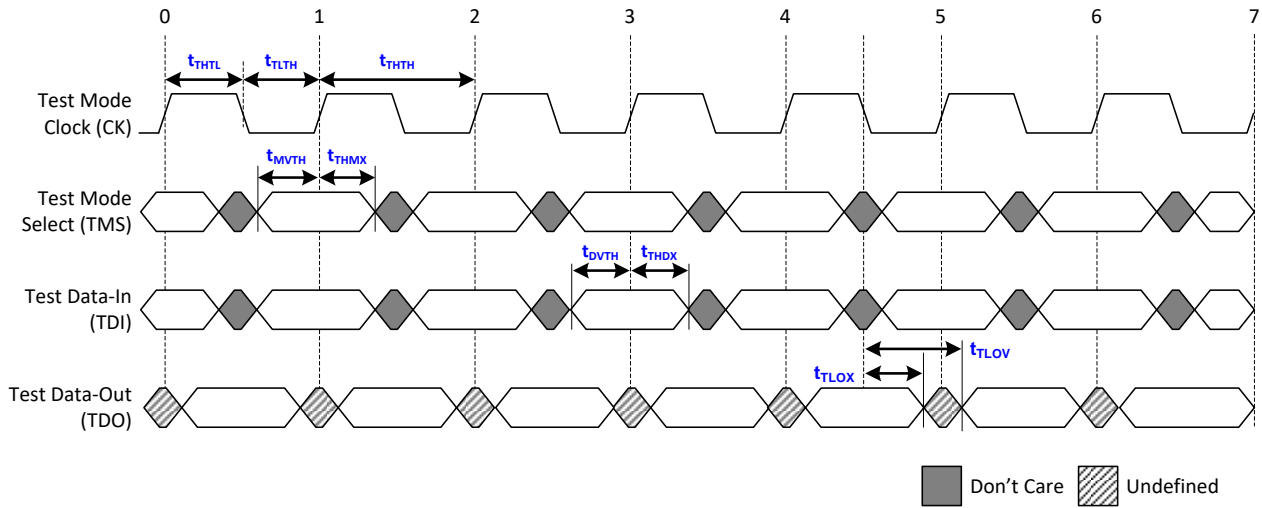 0 1 2 3 4 5 6 7
tTHTL tTLTH tTHTH
Test Mode
Clock (CK)
tMVTH tTHMX
Test Mode
Select (TMS)
tDVTH tTHDX
Test Data-In
(TDI)
tTLOV
tTLOX
Test Data-Out
(TDO)
Don't Care Undefined